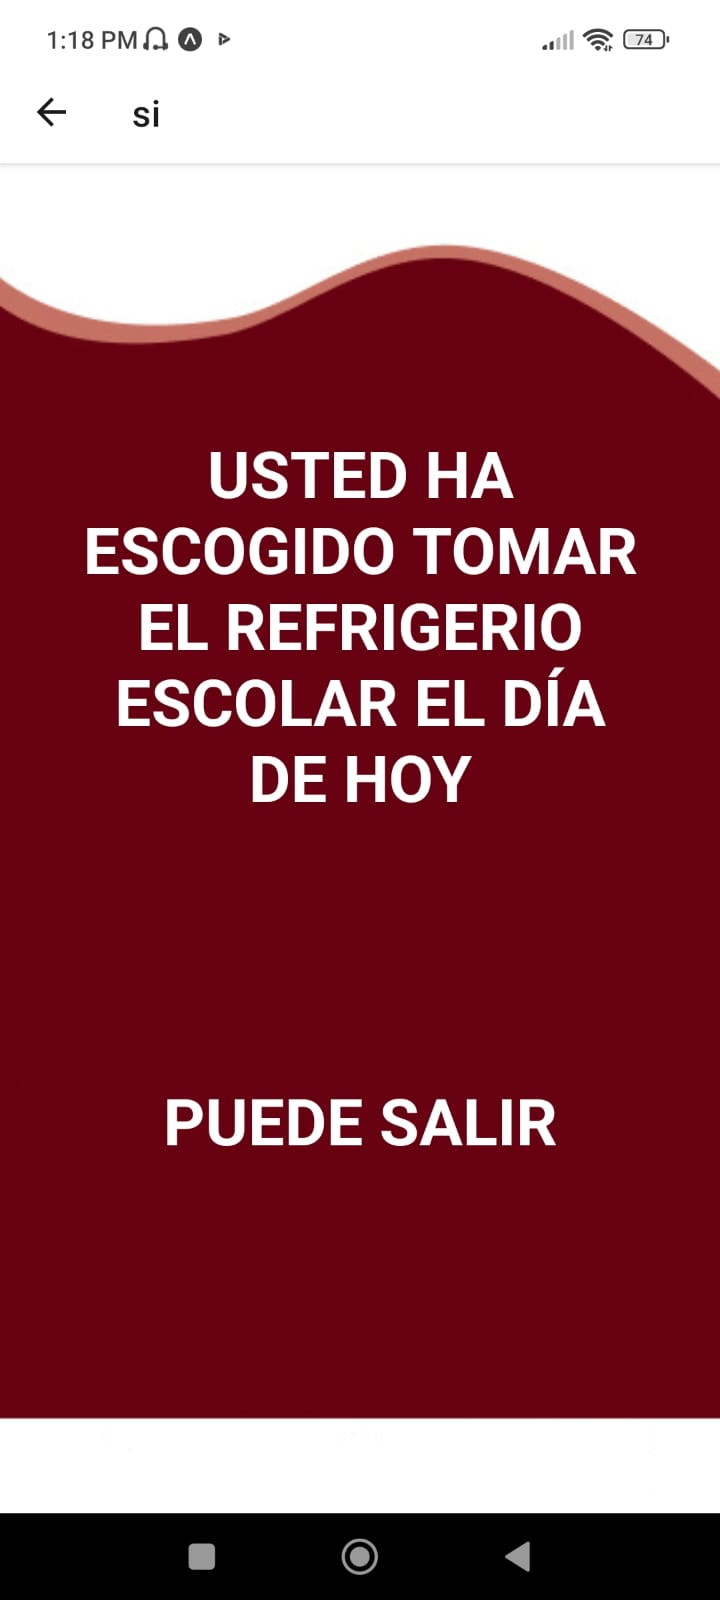 1:18 PM
74
si
USTED HA
ESCOGIDO TOMAR
EL REFRIGERIO
ESCOLAR EL DÍA
DE HOY
PUEDE SALIR